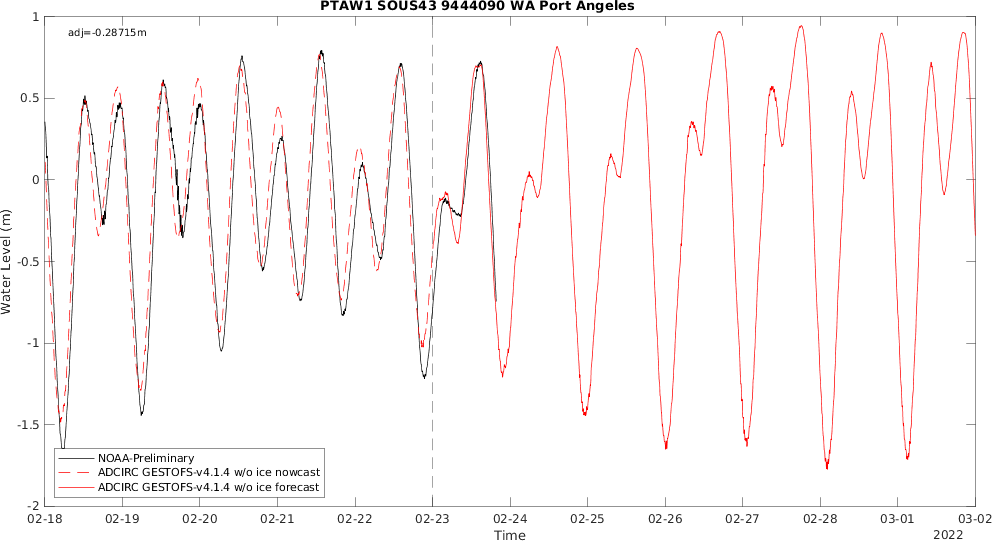 PTAW1 SOUS43 9444090 WA Port Angeles
adj=-0.28715m
1
0.5
0
-0.5
-1
-1.5
-2
Water Level (m)
NOAA-Preliminary
ADCIRC GESTOFS-v4.1.4 w/o ice nowcast
ADCIRC GESTOFS-v4.1.4 w/o ice forecast
02-18 02-19 02-20 02-21 02-22 02-23 02-24 02-25 02-26 02-27 02-28 03-01 03-02
Time
2022